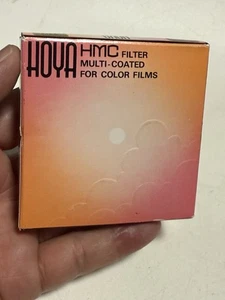 HOYA HMC FILTER
MULTI-COATED
FOR COLOR FILMS